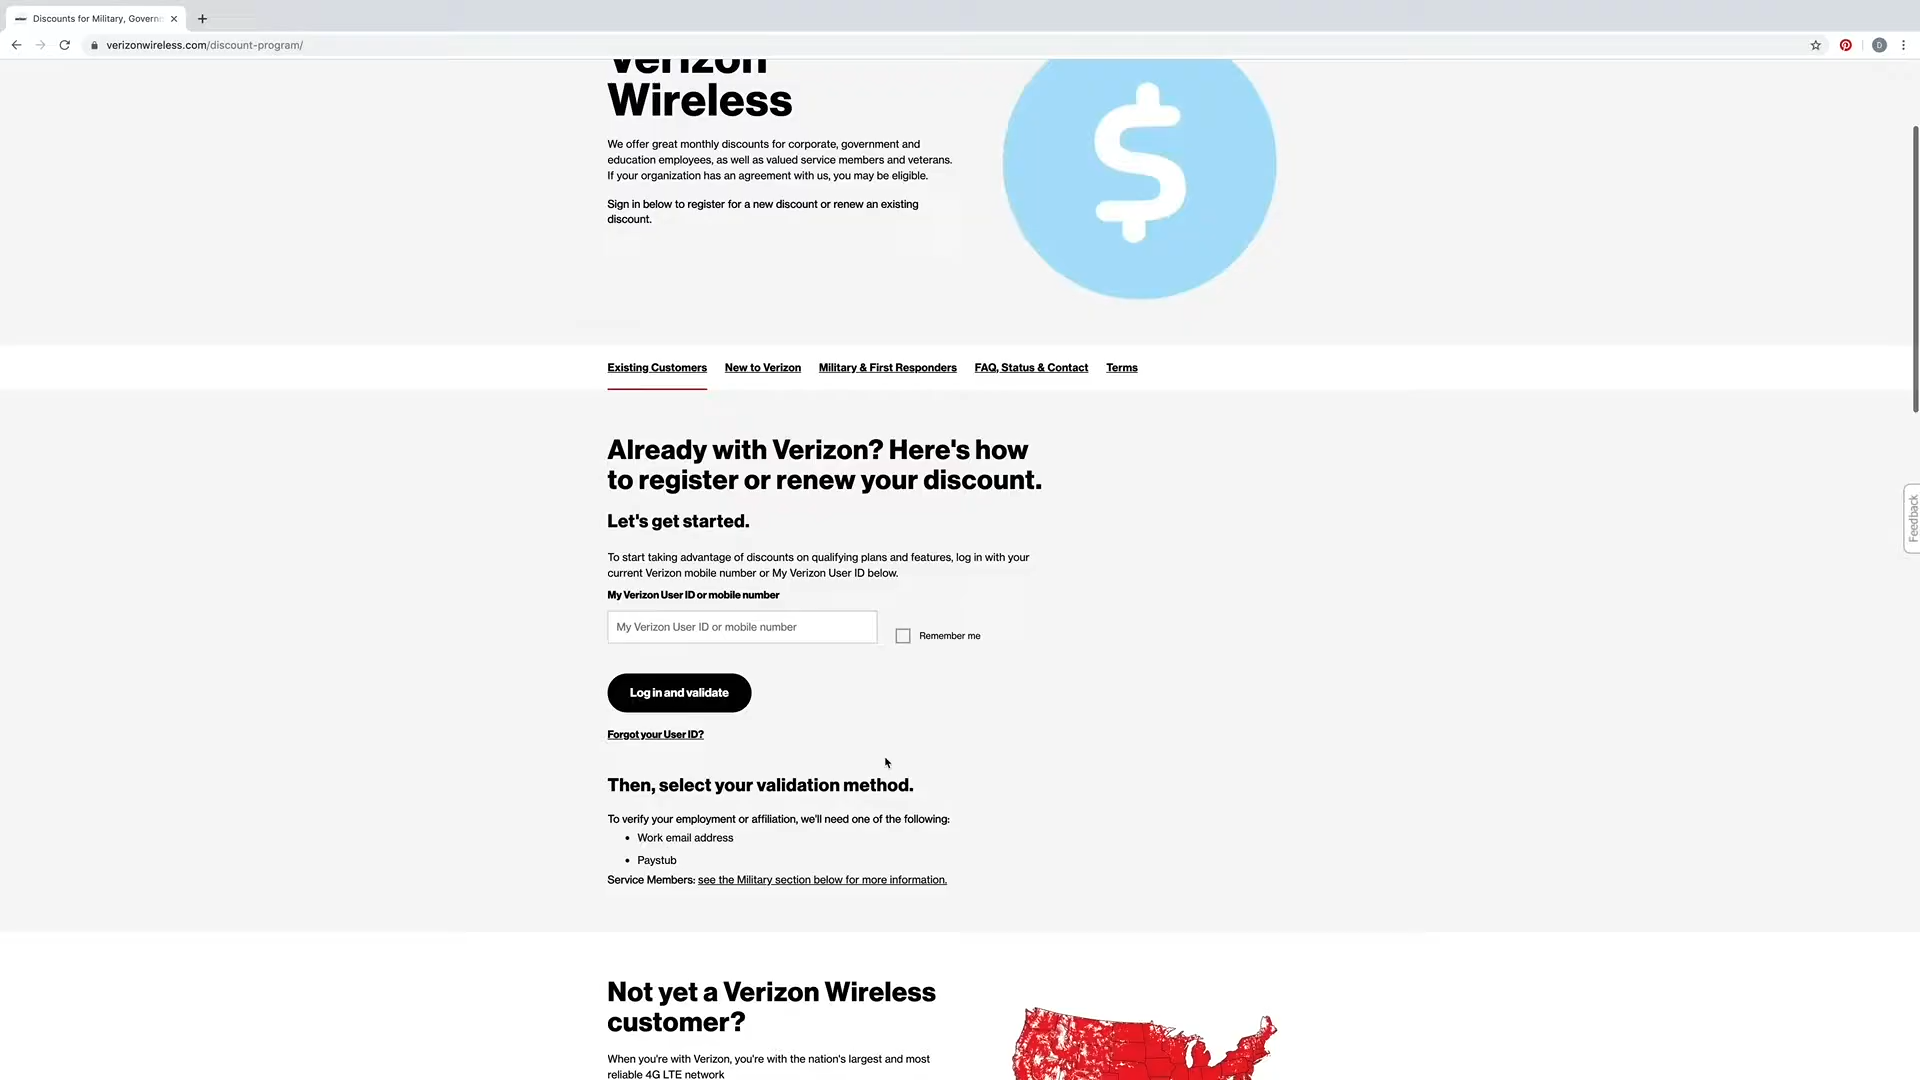 Discounts for Military, Govern
verizonwireless.com/discount-program/
D
Verizon
Wireless
We offer great monthly discounts for corporate, government and
education employees, as well as valued service members and veterans.
If your organization has an agreement with us, you may be eligible.
Sign in below to register for a new discount or renew an existing
discount.
$
Existing Customers New to Verizon Military & First Responders FAQ, Status & Contact Terms
Already with Verizon? Here's how
to register or renew your discount.
Let's get started.
To start taking advantage of discounts on qualifying plans and features, log in with your
current Verizon mobile number or My Verizon User ID below.
My Verizon User ID or mobile number
My Verizon User ID or mobile number
Remember me
Log in and validate
Forgot your User ID?
Then, select your validation method.
To verify your employment or affiliation, we'll need one of the following:
• Work email address
• Paystub
Service Members: see the Military section below for more information.
Feedback
Not yet a Verizon Wireless
customer?
When you're with Verizon, you're with the nation's largest and most
reliable 4G LTE network